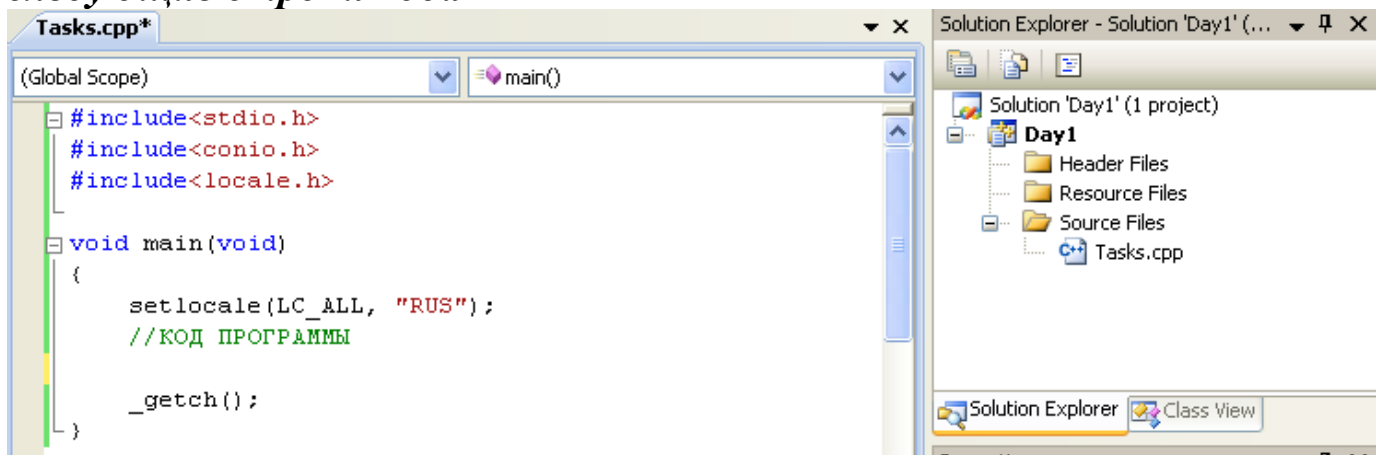 Tasks.cpp*
(Global Scope)
main()
#include<stdio.h>
#include<conio.h>
#include<locale.h>
void main(void)
{
setlocale(LC_ALL, "RUS");
//КОД ПРОГРАММЫ
_getch();
}
Solution Explorer - Solution 'Day1' (...
Solution 'Day1' (1 project)
Day1
Header Files
Resource Files
Source Files
Tasks.cpp
Solution Explorer
Class View